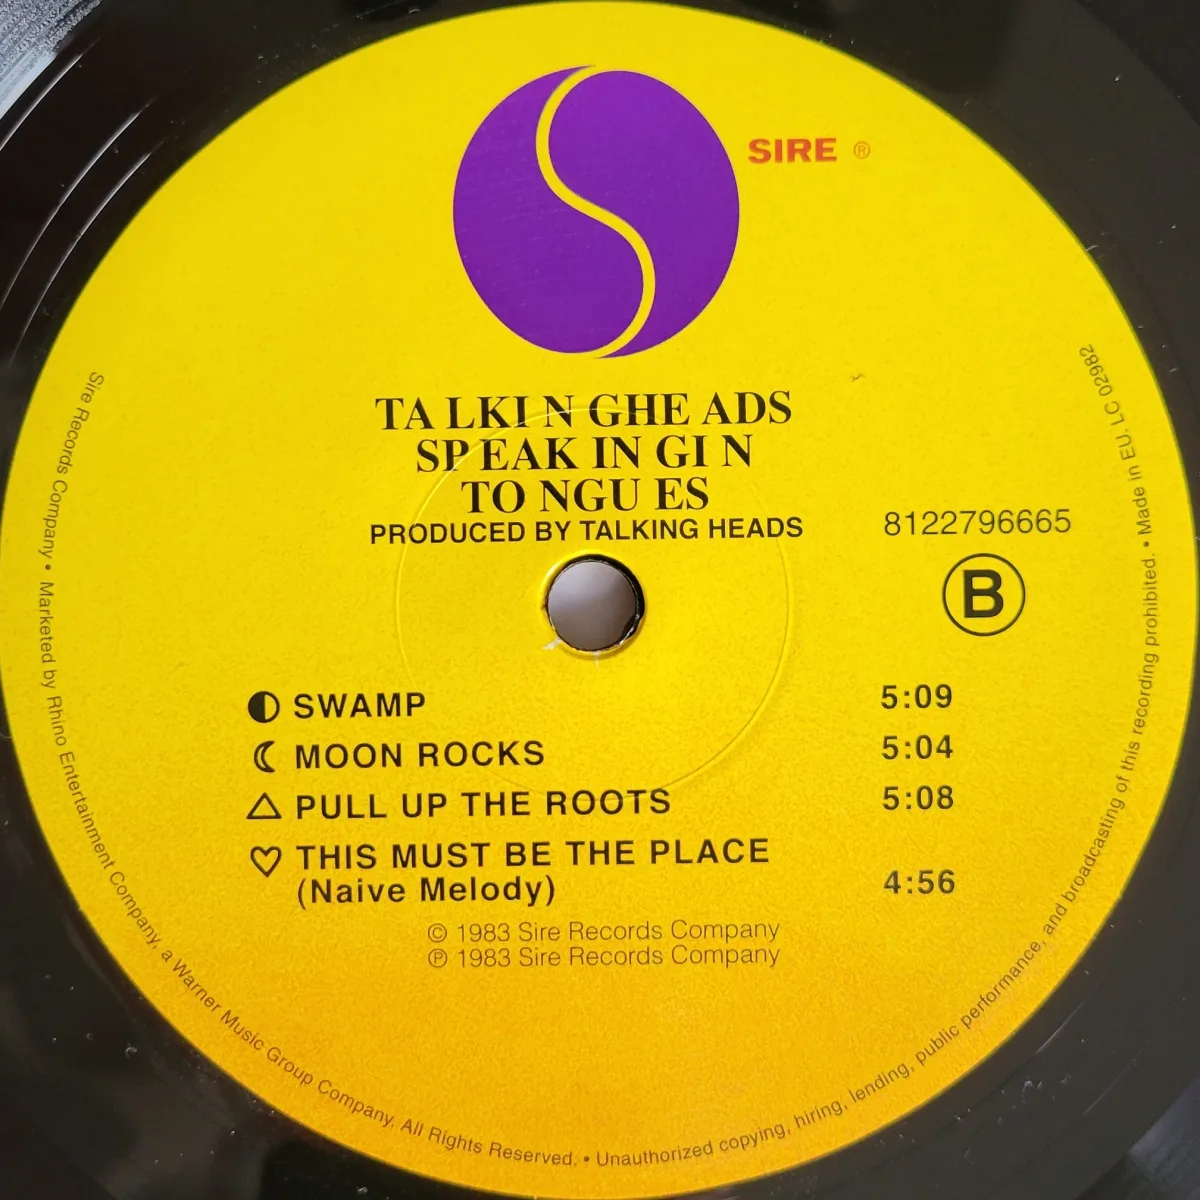 SIRE ®
TA LKI N GHE ADS
SP EAK IN GI N
TO NGU ES
PRODUCED BY TALKING HEADS
8122796665
B
SWAMP 5:09
MOON ROCKS 5:04
PULL UP THE ROOTS 5:08
THIS MUST BE THE PLACE
(Naive Melody) 4:56
© 1983 Sire Records Company
℗ 1983 Sire Records Company
Sire Records Company • Marketed by Rhino Entertainment Company, a Warner Music Group Company. All Rights Reserved. • Unauthorized copying, hiring, lending, public performance, and broadcasting of this recording prohibited. • Made in EU. LC 02982